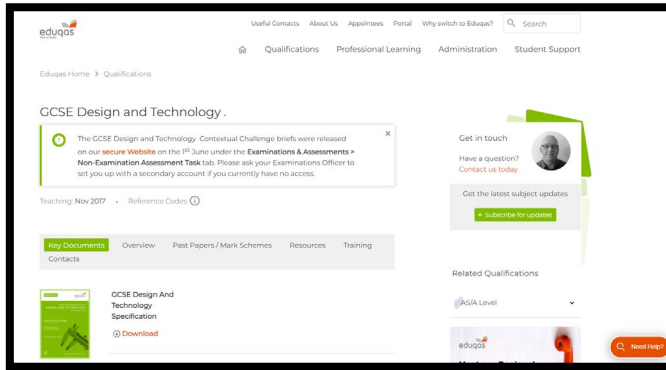 Useful Contacts About Us Appointees Portal Why switch to Eduqas? Search
eduqas
Qualifications Professional Learning Administration Student Support
Eduqas Home > Qualifications
GCSE Design and Technology .
The GCSE Design and Technology Contextual Challenge briefs were released
on our secure Website on the 1st June under the Examinations & Assessments >
Non-Examination Assessment Task tab. Please ask your Examinations Officer to
set you up with a secondary account if you currently have no access.
×
Teaching: Nov 2017 • Reference Codes
Get in touch
Have a question?
Contact us today
Get the latest subject updates
+ Subscribe for updates
Key Documents Overview Past Papers / Mark Schemes Resources Training
Contacts
GCSE Design And
Technology
Specification
Download
Related Qualifications
AS/A Level
eduqas
Need Help?